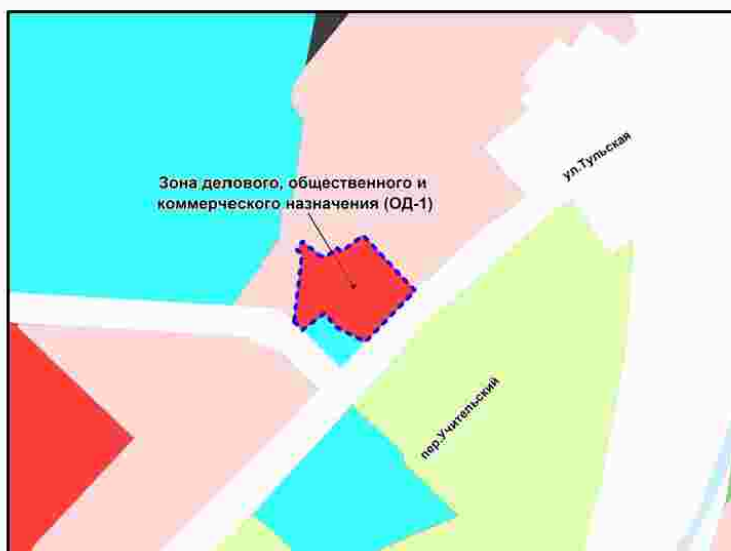 ул.Тульская
Зона делового, общественного и
коммерческого назначения (ОД-1)
пер.Учительский